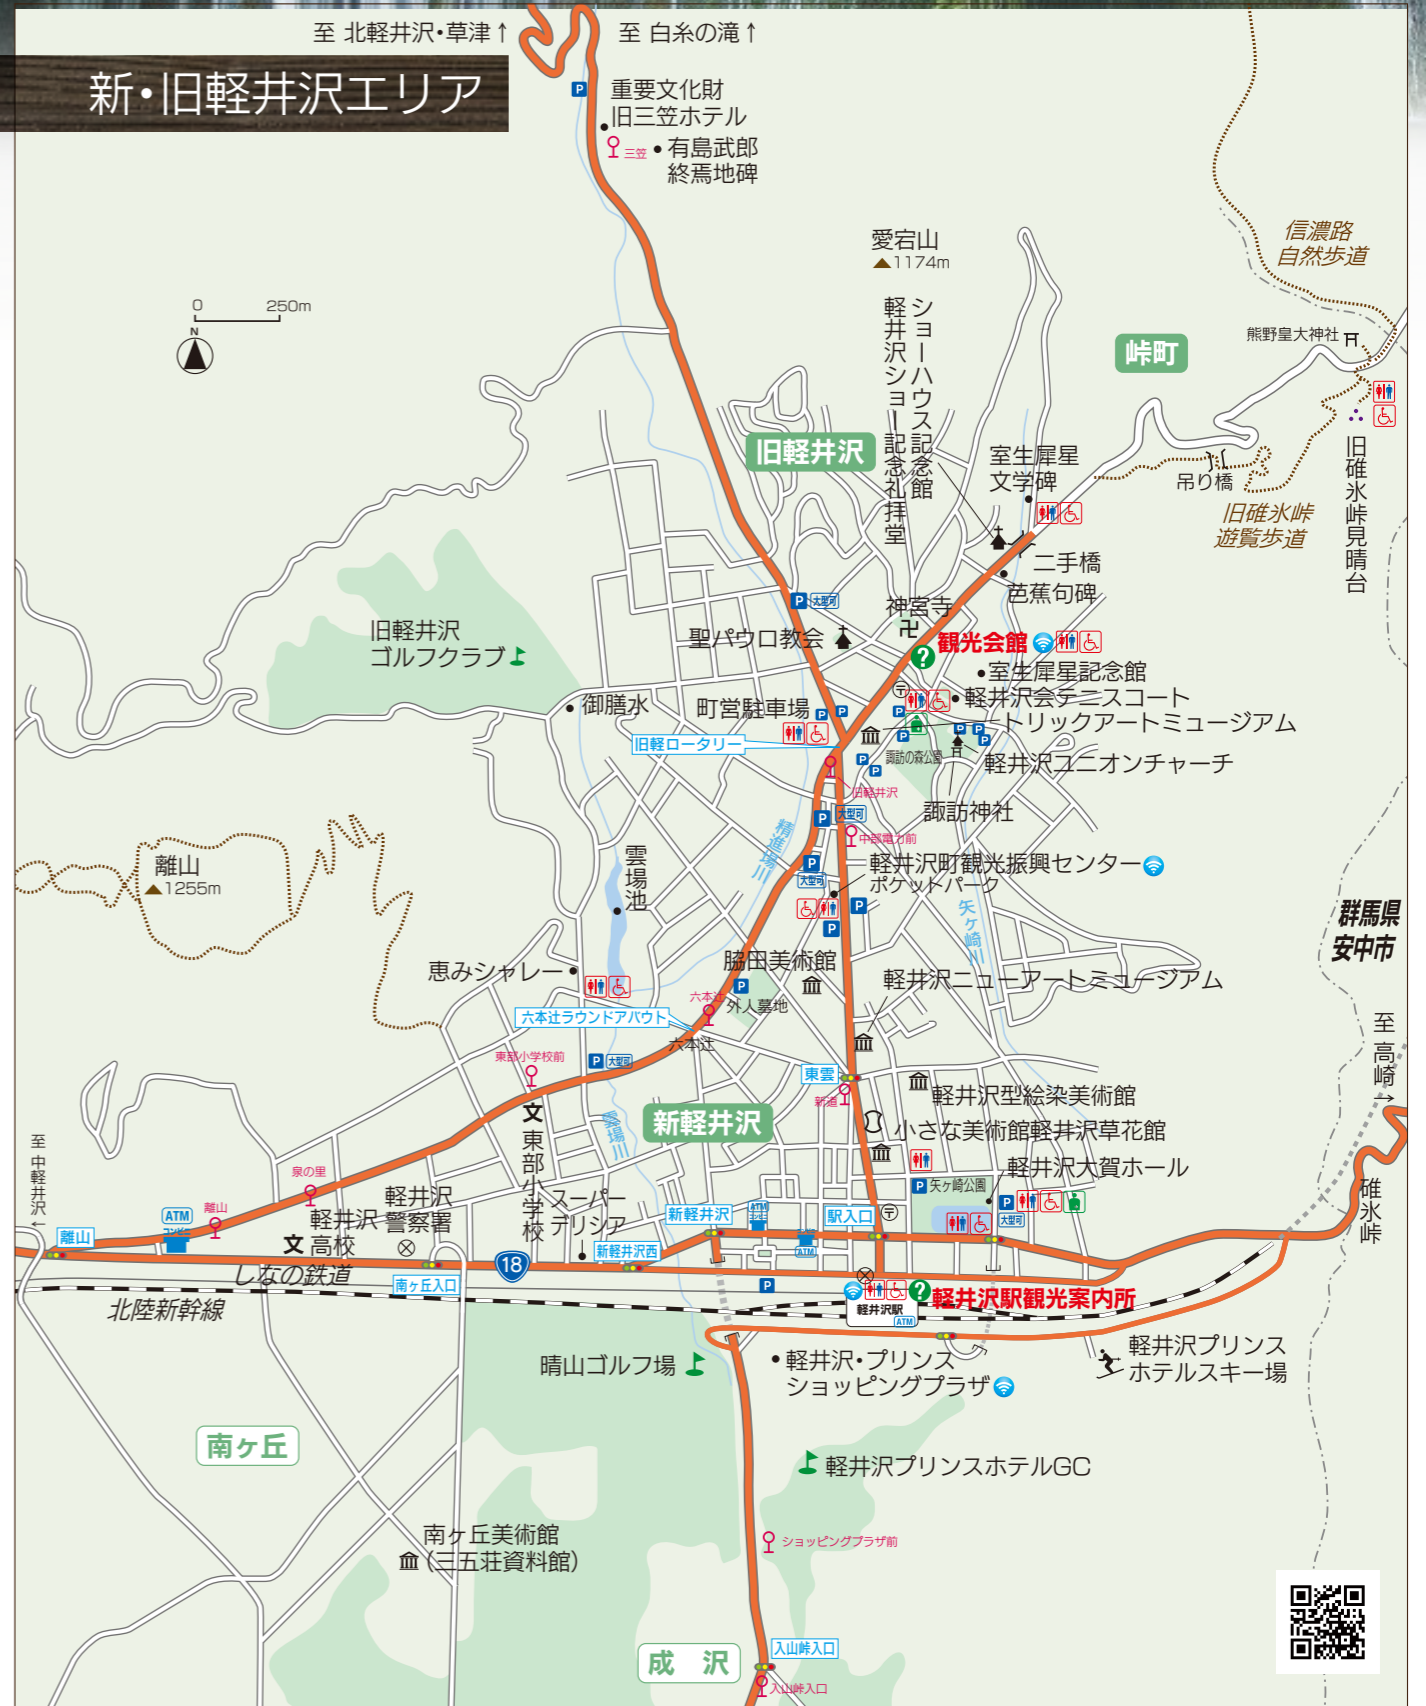 至 北軽井沢・草津↑
至 白糸の滝↑
新・旧軽井沢エリア
P
重要文化財
旧三笠ホテル
三笠
有島武郎
終焉地碑
愛宕山
1174m
信濃路
自然歩道
0 250m
N
ショーハウス記念館
軽井沢ショー記念礼拝堂
峠町
熊野皇大神社
旧軽井沢
室生犀星
文学碑
吊り橋
旧碓氷峠
遊覧歩道
旧碓氷峠見晴台
二手橋
芭蕉句碑
P 大型可
神宮寺
聖パウロ教会
観光会館
旧軽井沢
ゴルフクラブ
室生犀星記念館
軽井沢会テニスコート
御膳水
町営駐車場
P P
P
トリックアートミュージアム
旧軽ロータリー
P
P P P
諏訪の森公園
軽井沢ユニオンチャーチ
P P
旧軽井沢
諏訪神社
P 大型可
精進場川
中部電力前
離山
1255m
雲場池
P
大型可
軽井沢町観光振興センター
ポケットパーク
P
P
矢ヶ崎川
群馬県
安中市
恵みシャレー
脇田美術館
軽井沢ニューアートミュージアム
P
六本辻
外人墓地
六本辻ラウンドアバウト
六本辻
至 高崎→
東部小学校前
P 大型可
東雲
新道
軽井沢型絵染美術館
文
東部小学校
雲場川
新軽井沢
小さな美術館軽井沢草花館
至 中軽井沢←
泉の里
軽井沢大賀ホール
P 矢ヶ崎公園
P
大型可
離山
ATM
コンビニ
離山
文
軽井沢
高校
軽井沢
警察署
スーパー
デリシア
新軽井沢
ATM
コンビニ
駅入口
ATM
碓氷峠
新軽井沢西
18
しなの鉄道
南ヶ丘入口
P
北陸新幹線
軽井沢駅
ATM
軽井沢駅観光案内所
晴山ゴルフ場
軽井沢・プリンス
ショッピングプラザ
軽井沢プリンス
ホテルスキー場
南ヶ丘
軽井沢プリンスホテルGC
南ヶ丘美術館
(三五荘資料館)
ショッピングプラザ前
成 沢
入山峠入口
入山峠入口